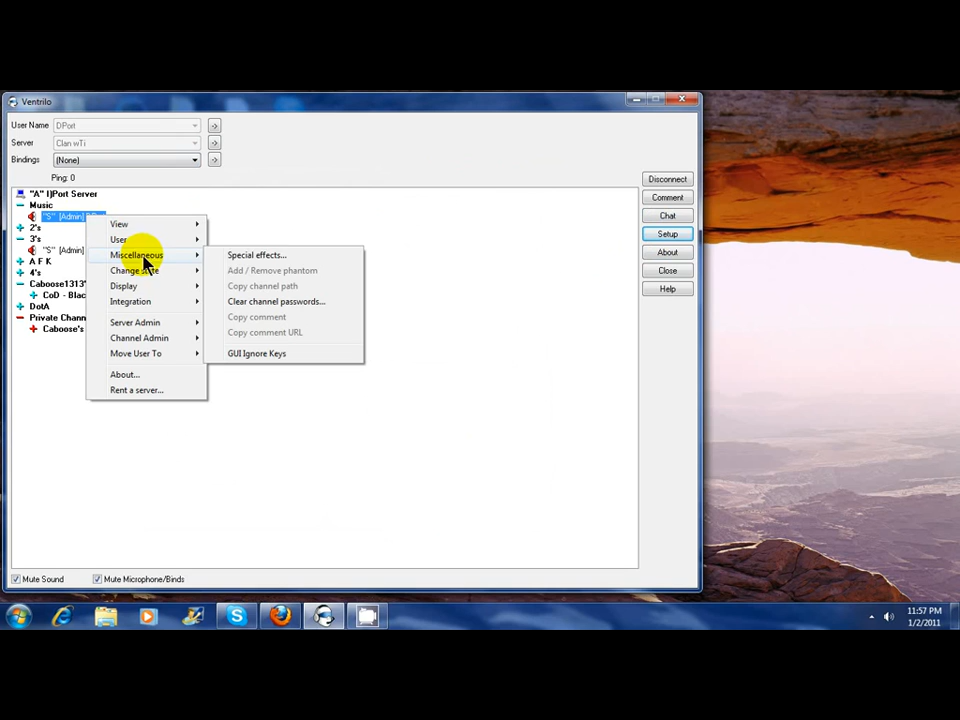 Ventrilo
User Name DPort
Server Clan wTi
Bindings (None)
Ping: 0
Disconnect
Comment
Chat
Setup
About
Close
Help
"A" I)Port Server
Music
"S" [Admin]
2's
3's
"S" [Admin]
A F K
4's
Caboose1313'
CoD - Blac
DotA
Private Chann
Caboose's
View
User
Miscellaneous
Change state
Display
Integration
Server Admin
Channel Admin
Move User To
About...
Rent a server...
Special effects...
Add / Remove phantom
Copy channel path
Clear channel passwords...
Copy comment
Copy comment URL
GUI Ignore Keys
Mute Sound Mute Microphone/Binds
11:57 PM
1/2/2011